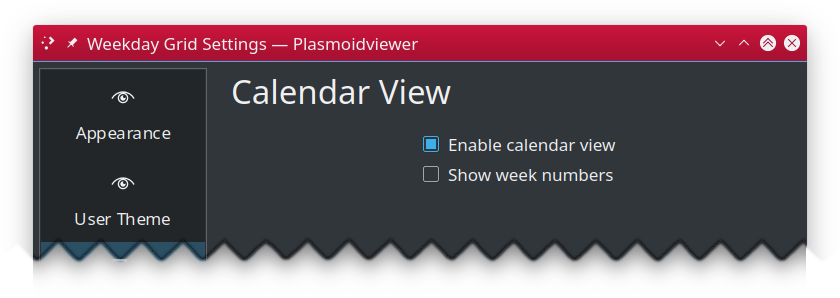 Weekday Grid Settings — Plasmoidviewer
Calendar View
Appearance
Enable calendar view
Show week numbers
User Theme